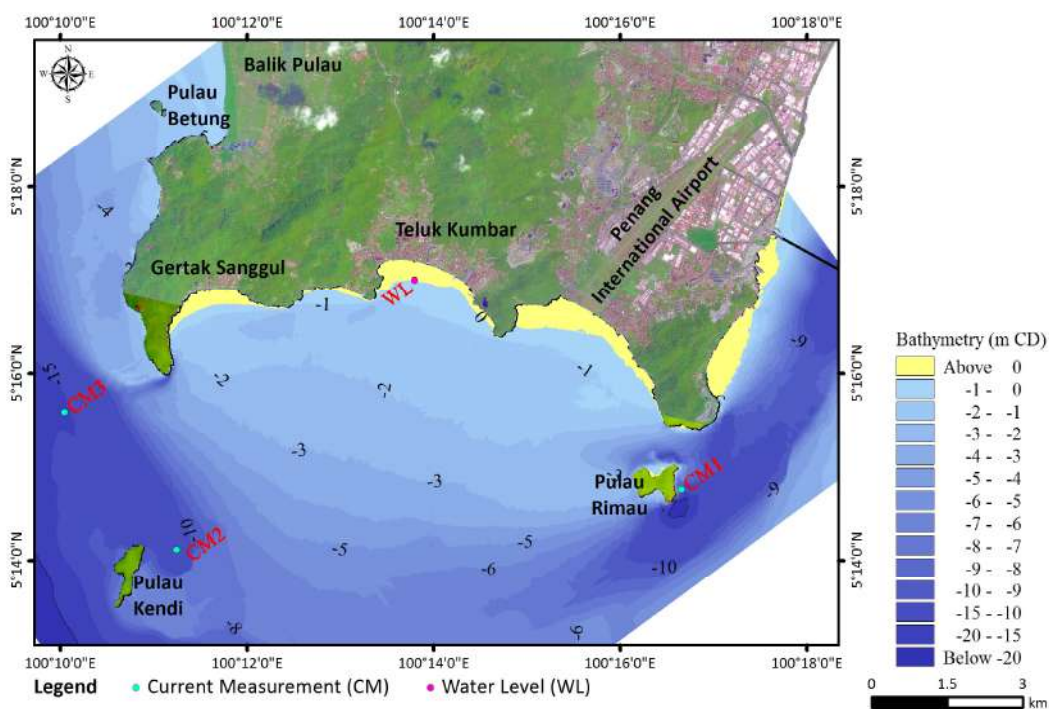 100°10'0"E 100°12'0"E 100°14'0"E 100°16'0"E 100°18'0"E
N
W E
S
Balik Pulau
Pulau
Betung
5°18'0"N
5°18'0"N
-4
Penang
International Airport
Teluk Kumbar
Gertak Sanggul
WL
0
-1
-1
-2
-2
-9
5°16'0"N
5°16'0"N
-15
CM3
-3
-3
Pulau
Rimau
CM1
-9
-10
CM2
-5
-5
-6
-10
5°14'0"N
5°14'0"N
Pulau
Kendi
-8
-9
100°10'0"E 100°12'0"E 100°14'0"E 100°16'0"E 100°18'0"E
Bathymetry (m CD)
Above 0
-1 - 0
-2 - -1
-3 - -2
-4 - -3
-5 - -4
-6 - -5
-7 - -6
-8 - -7
-9 - -8
-10 - -9
-15 - -10
-20 - -15
Below -20
Legend Current Measurement (CM) Water Level (WL)
0 1.5 3
km